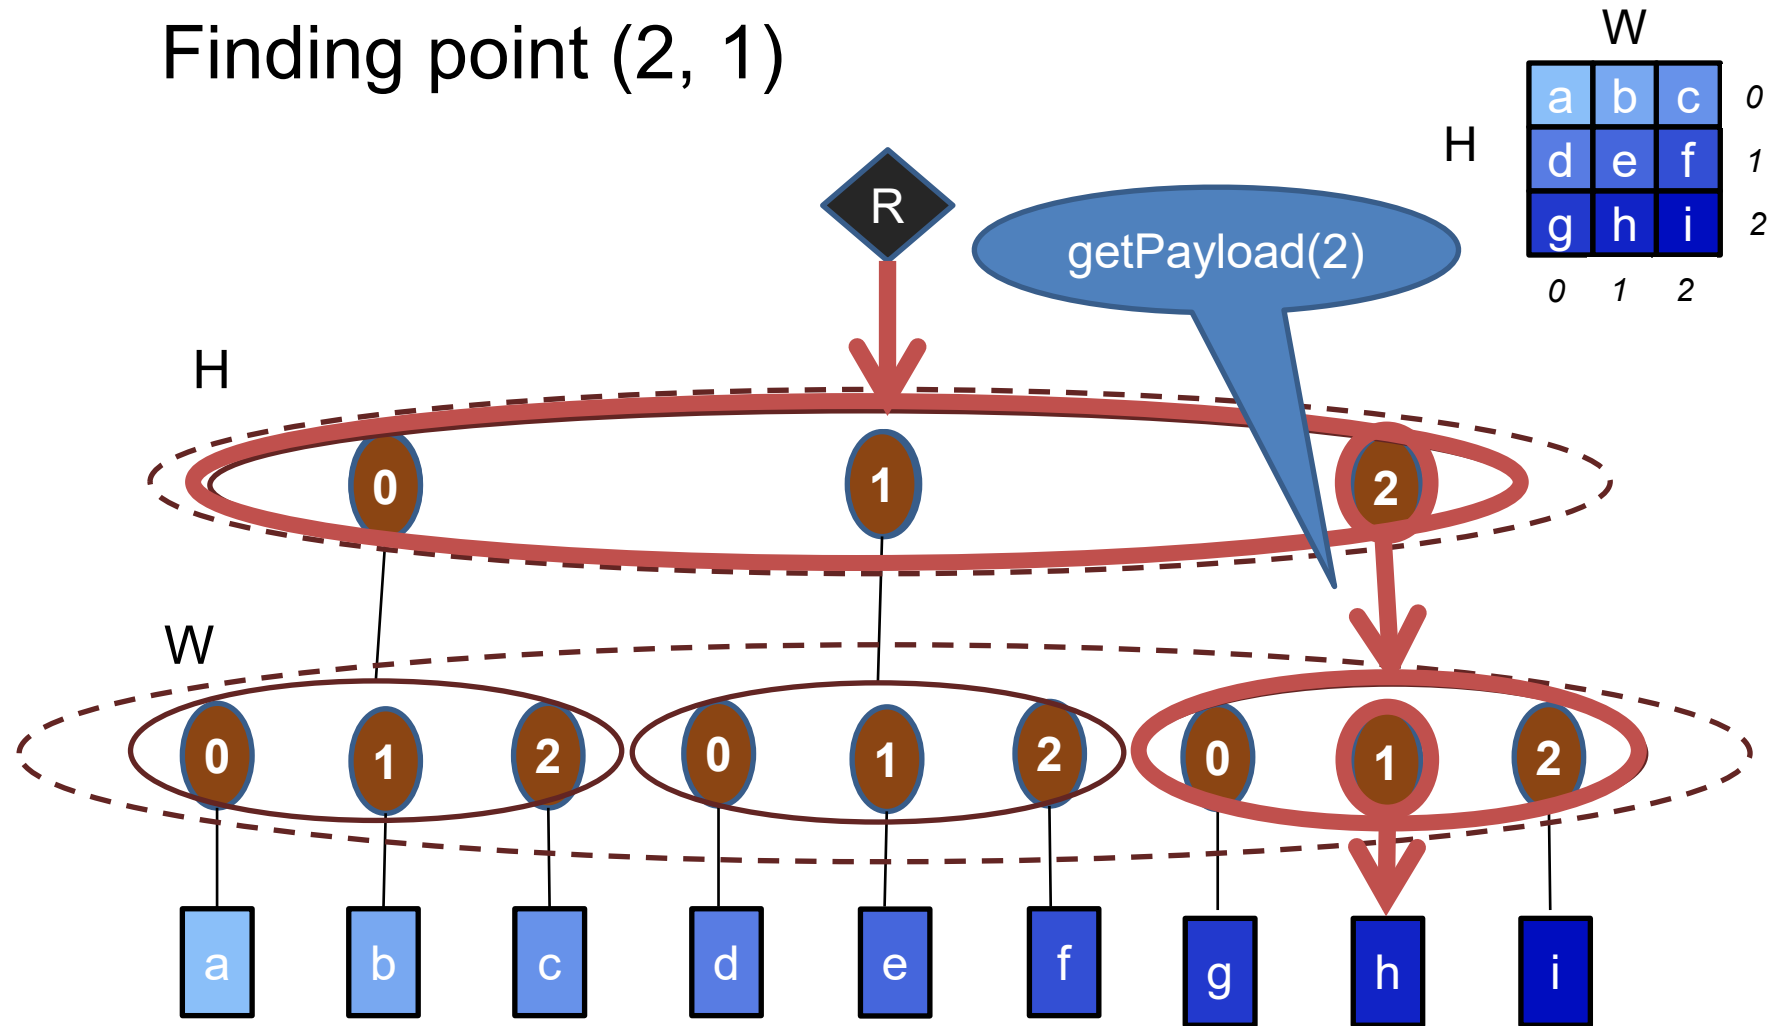 Finding point (2, 1)
W
a b c 0
H
d e f 1
g h i 2
0 1 2
R
getPayload(2)
H
0 1 2
W
0 1 2 0 1 2 0 1 2
a b c d e f g h i